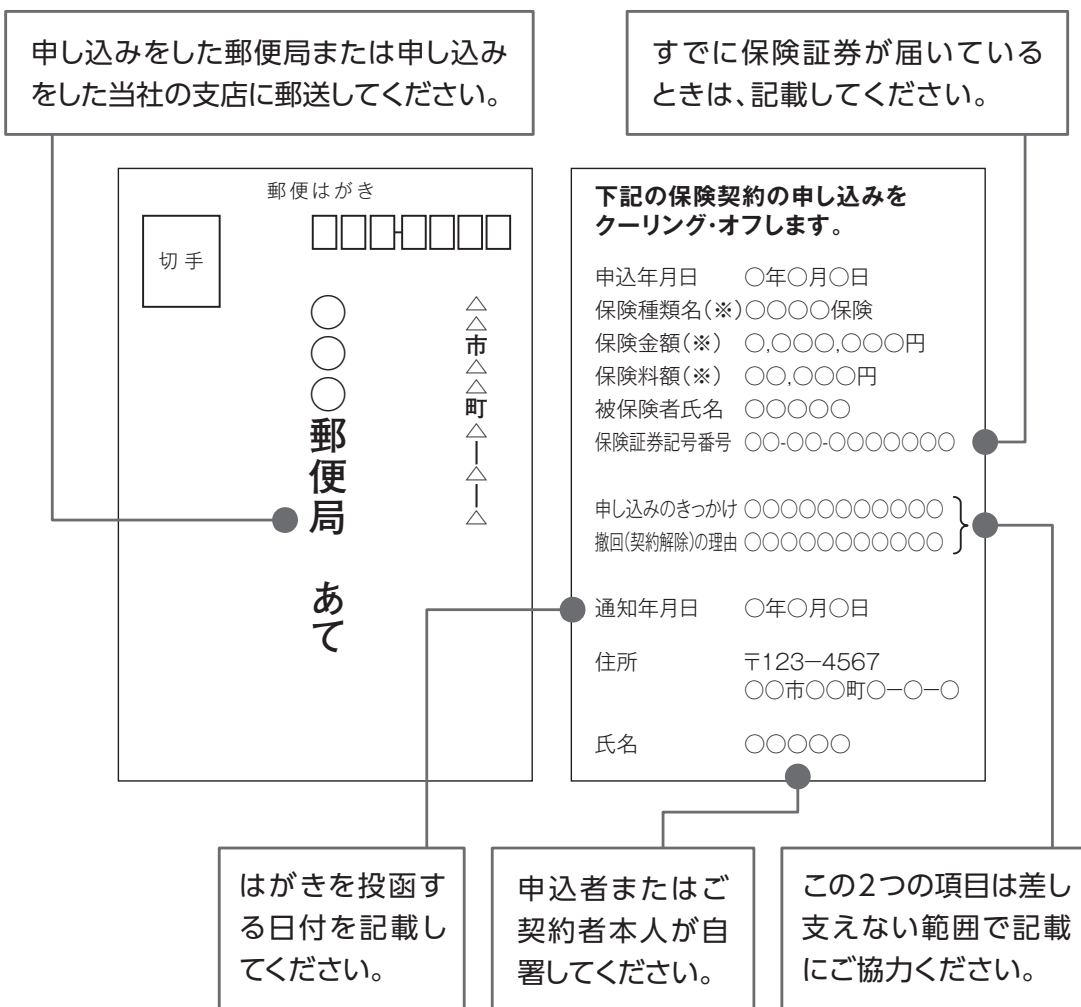 申し込みをした郵便局または申し込み
をした当社の支店に郵送してください。
すでに保険証券が届いている
ときは、記載してください。
郵便はがき
切手
□□□-□□□□
△△市△△町△―△―△
○○○郵便局　あて
下記の保険契約の申し込みを
クーリング・オフします。
申込年月日　○年○月○日
保険種類名(※)○○○○保険
保険金額(※)　○,○○○,○○○円
保険料額(※)　○○,○○○円
被保険者氏名　○○○○○
保険証券記号番号　○○-○○-○○○○○○○
申し込みのきっかけ　○○○○○○○○○○○
撤回(契約解除)の理由　○○○○○○○○○○○
通知年月日　○年○月○日
住所　〒123－4567
○○市○○町○－○－○
氏名　○○○○○
はがきを投函す
る日付を記載し
てください。
申込者またはご
契約者本人が自
署してください。
この2つの項目は差し
支えない範囲で記載
にご協力ください。